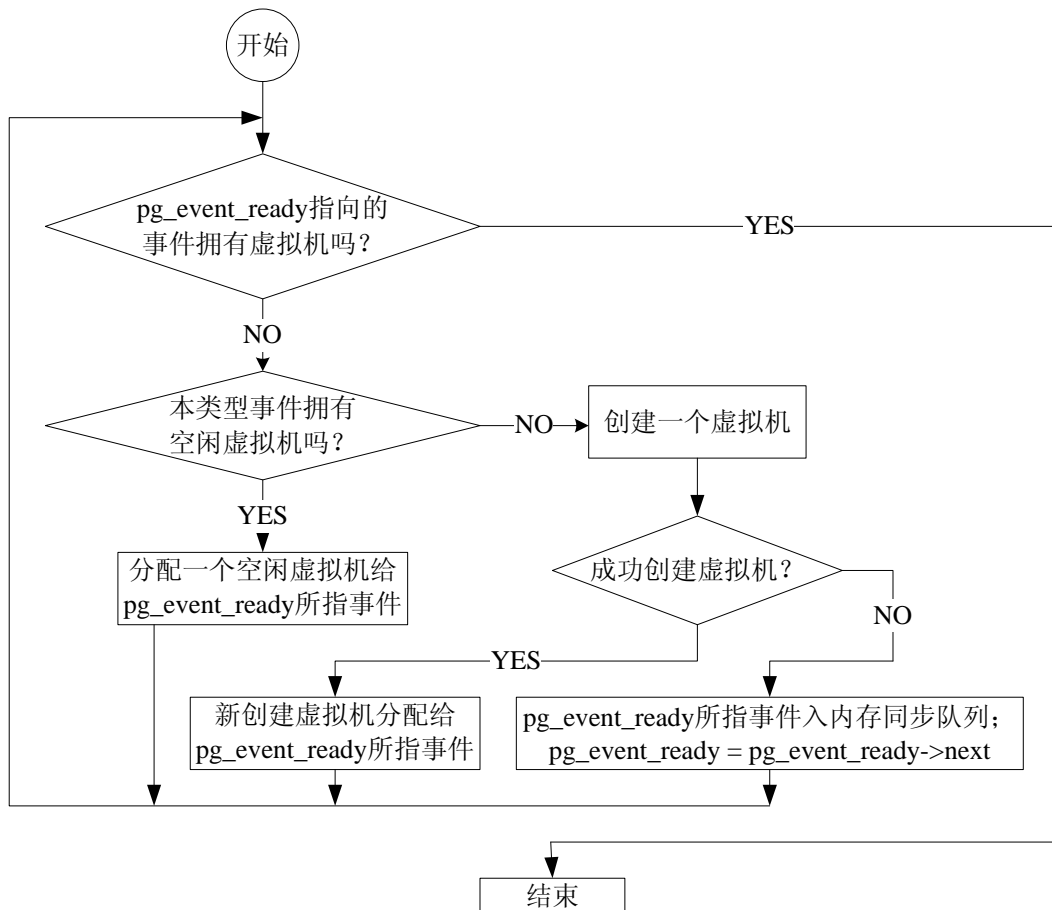 开始
pg_event_ready指向的
事件拥有虚拟机吗？
YES
NO
本类型事件拥有
空闲虚拟机吗？
NO
创建一个虚拟机
YES
分配一个空闲虚拟机给
pg_event_ready所指事件
成功创建虚拟机？
NO
YES
新创建虚拟机分配给
pg_event_ready所指事件
pg_event_ready所指事件入内存同步队列；
pg_event_ready = pg_event_ready->next
结束